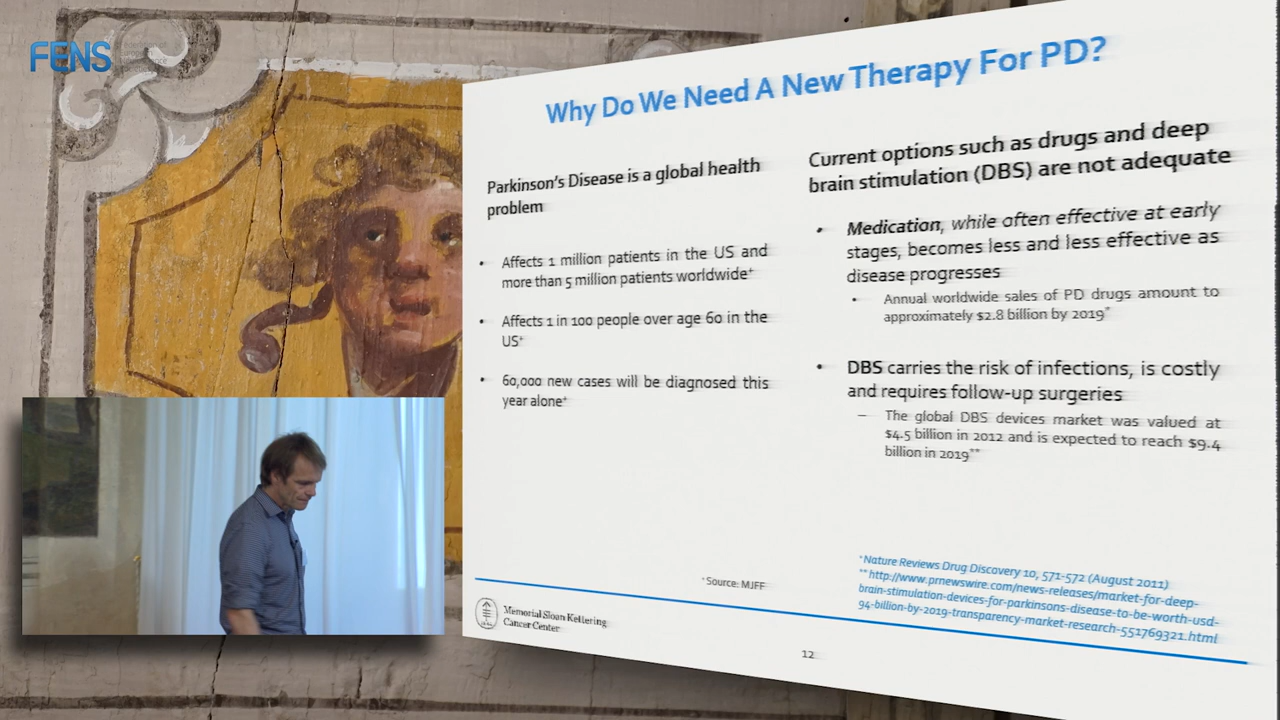 FENS
Why Do We Need A New Therapy For PD?
Parkinson's Disease is a global health
problem
• Affects 1 million patients in the US and
more than 5 million patients worldwide+
• Affects 1 in 100 people over age 60 in the
US+
• 60,000 new cases will be diagnosed this
year alone+
Current options such as drugs and deep
brain stimulation (DBS) are not adequate
• Medication, while often effective at early
stages, becomes less and less effective as
disease progresses
• Annual worldwide sales of PD drugs amount to
approximately $2.8 billion by 2019*
• DBS carries the risk of infections, is costly
and requires follow-up surgeries
– The global DBS devices market was valued at
$4.5 billion in 2012 and is expected to reach $9.4
billion in 2019**
+ Source: MJFF
*Nature Reviews Drug Discovery 10, 571-572 (August 2011)
** http://www.prnewswire.com/news-releases/market-for-deep-
brain-stimulation-devices-for-parkinsons-disease-to-be-worth-usd-
94-billion-by-2019-transparency-market-research-551769321.html
Memorial Sloan Kettering
Cancer Center
12